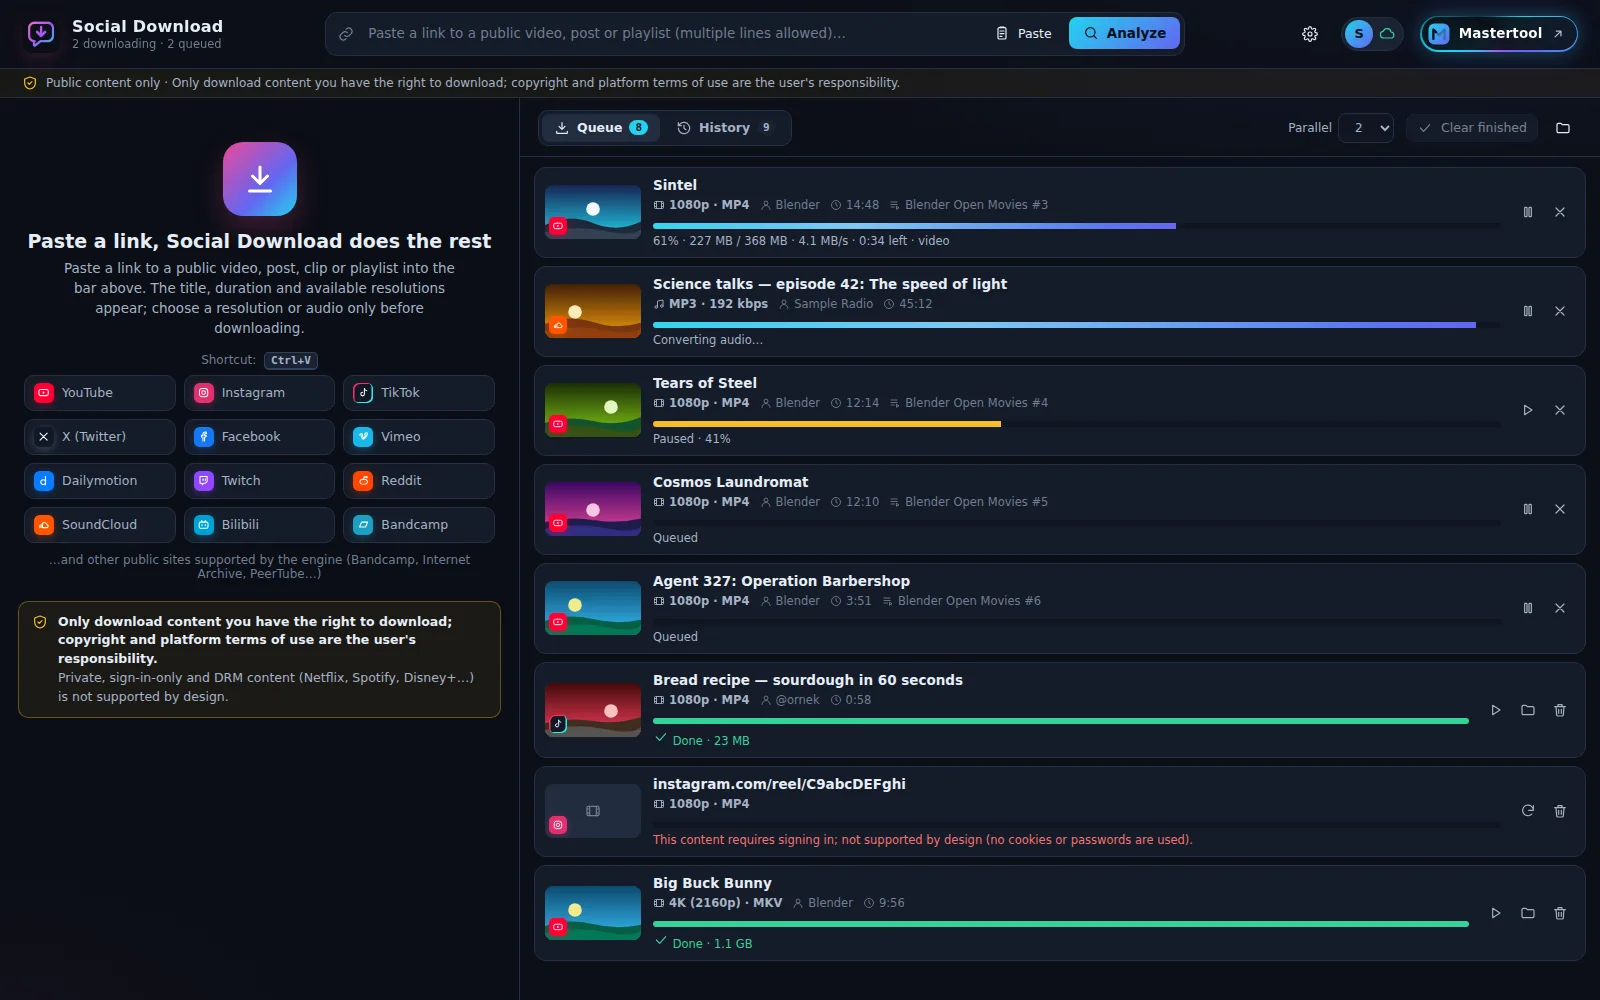 Social Download
2 downloading · 2 queued
Paste a link to a public video, post or playlist (multiple lines allowed)…
Paste
Analyze
S
Mastertool
Public content only · Only download content you have the right to download; copyright and platform terms of use are the user's responsibility.
Paste a link, Social Download does the rest
Paste a link to a public video, post, clip or playlist into the
bar above. The title, duration and available resolutions
appear; choose a resolution or audio only before
downloading.
Shortcut: Ctrl+V
YouTube
Instagram
TikTok
X (Twitter)
Facebook
Vimeo
Dailymotion
Twitch
Reddit
SoundCloud
Bilibili
Bandcamp
…and other public sites supported by the engine (Bandcamp, Internet
Archive, PeerTube…)
Only download content you have the right to download;
copyright and platform terms of use are the user's
responsibility.
Private, sign-in-only and DRM content (Netflix, Spotify, Disney+…)
is not supported by design.
Queue 8
History 9
Parallel 2
Clear finished
Sintel
1080p · MP4 Blender 14:48 Blender Open Movies #3
61% · 227 MB / 368 MB · 4.1 MB/s · 0:34 left · video
Science talks — episode 42: The speed of light
MP3 · 192 kbps Sample Radio 45:12
Converting audio…
Tears of Steel
1080p · MP4 Blender 12:14 Blender Open Movies #4
Paused · 41%
Cosmos Laundromat
1080p · MP4 Blender 12:10 Blender Open Movies #5
Queued
Agent 327: Operation Barbershop
1080p · MP4 Blender 3:51 Blender Open Movies #6
Queued
Bread recipe — sourdough in 60 seconds
1080p · MP4 @ornek 0:58
Done · 23 MB
instagram.com/reel/C9abcDEFghi
1080p · MP4
This content requires signing in; not supported by design (no cookies or passwords are used).
Big Buck Bunny
4K (2160p) · MKV Blender 9:56
Done · 1.1 GB